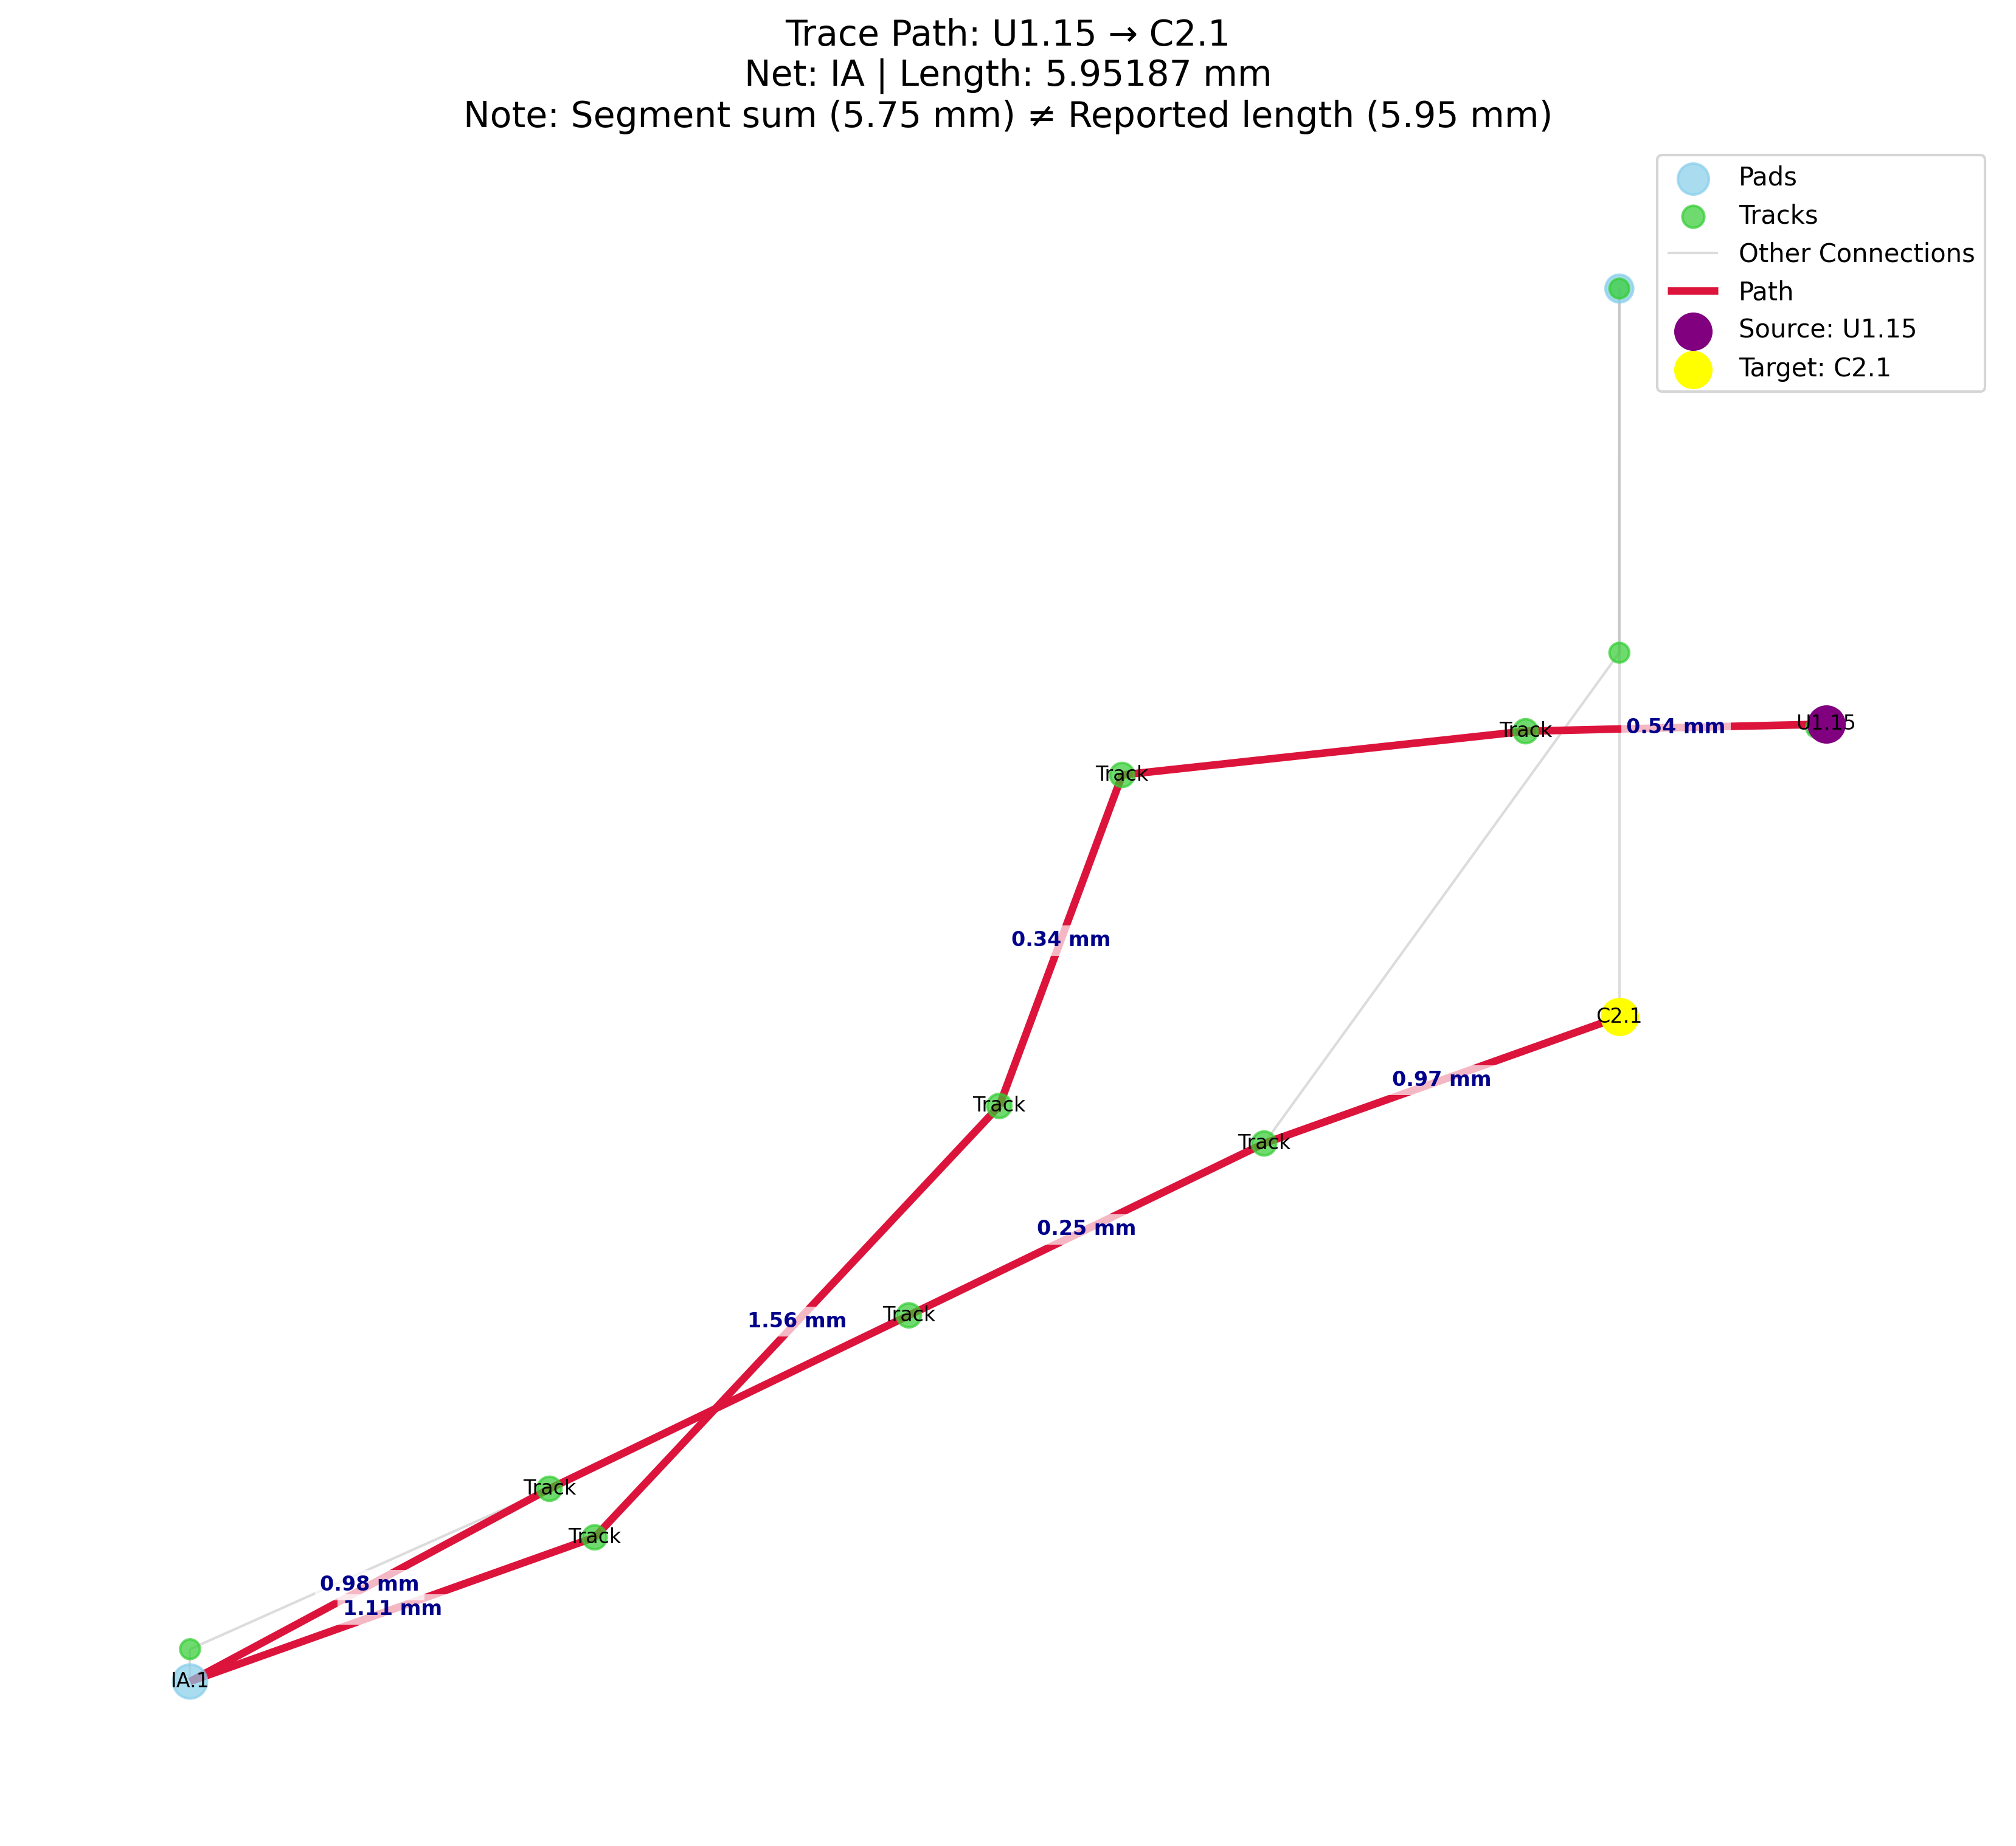 Trace Path: U1.15 → C2.1
Net: IA | Length: 5.95187 mm
Note: Segment sum (5.75 mm) ≠ Reported length (5.95 mm)
Pads
Tracks
Other Connections
Path
Source: U1.15
Target: C2.1
U1.15
0.54 mm
Track
Track
0.34 mm
C2.1
0.97 mm
Track
Track
0.25 mm
Track
1.56 mm
Track
Track
0.98 mm
1.11 mm
IA.1